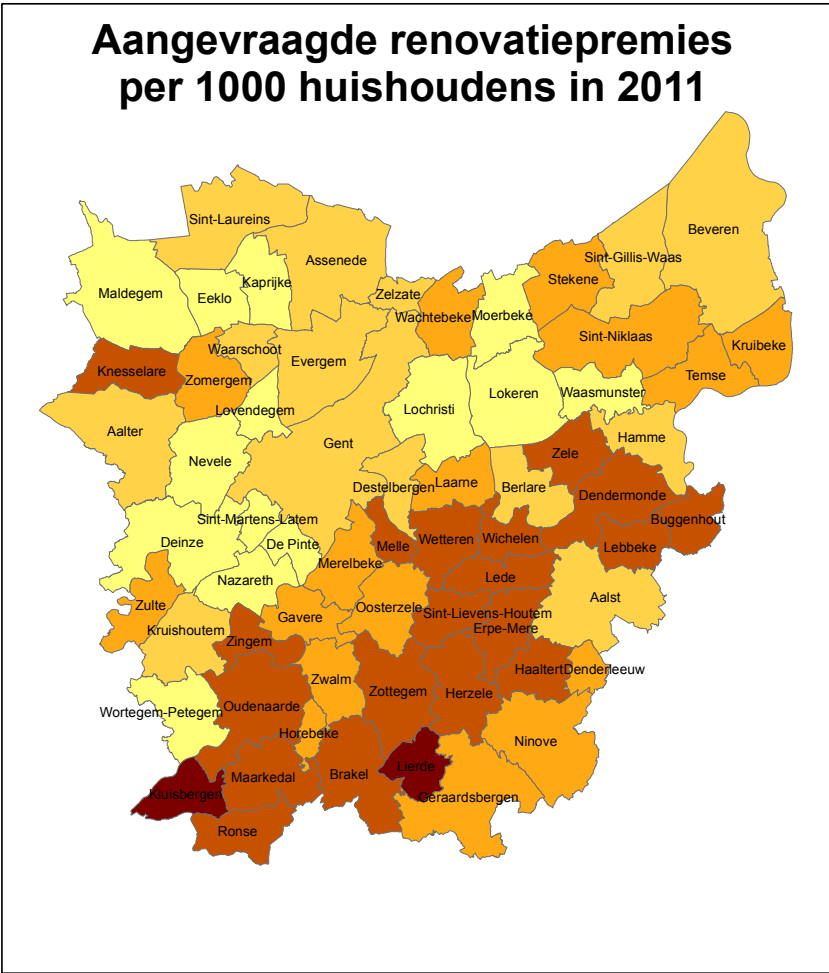 Aangevraagde renovatiepremies
per 1000 huishoudens in 2011
Sint-Laureins
Beveren
Assenede
Sint-Gillis-Waas
Stekene
Kaprijke
Maldegem
Eeklo
Zelzate
Wachtebeke
Moerbeke
Sint-Niklaas
Kruibeke
Waarschoot
Evergem
Knesselare
Zomergem
Temse
Lokeren
Waasmunster
Lochristi
Lovendegem
Aalter
Gent
Hamme
Nevele
Zele
Laarne
Destelbergen
Berlare
Dendermonde
Sint-Martens-Latem
Buggenhout
Deinze
De Pinte
Melle
Wetteren
Wichelen
Lebbeke
Merelbeke
Nazareth
Lede
Aalst
Zulte
Oosterzele
Gavere
Sint-Lievens-Houtem
Kruishoutem
Erpe-Mere
Zingem
Haaltert
Denderleeuw
Zwalm
Zottegem
Herzele
Wortegem-Petegem
Oudenaarde
Horebeke
Ninove
Lierde
Maarkedal
Brakel
Kluisbergen
Geraardsbergen
Ronse